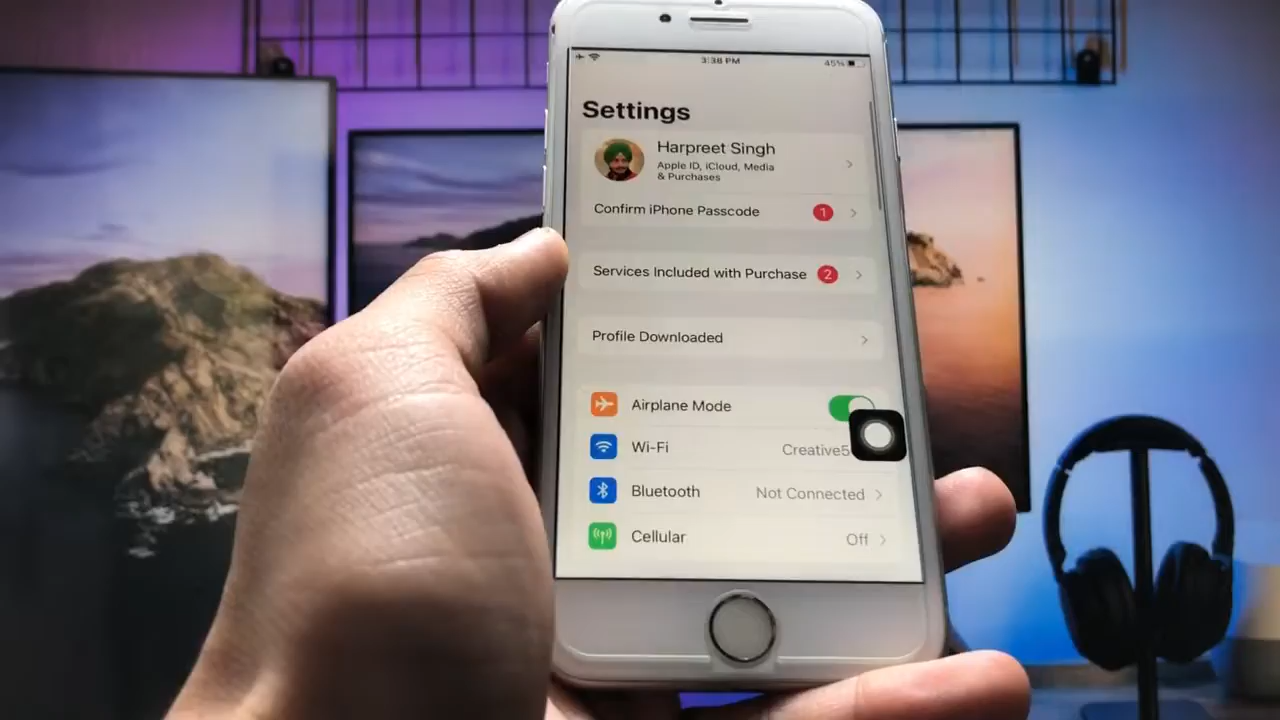 3:38 PM
45%
Settings
Harpreet Singh
Apple ID, iCloud, Media
& Purchases
Confirm iPhone Passcode 1
Services Included with Purchase 2
Profile Downloaded
Airplane Mode
Wi-Fi Creative5
Bluetooth Not Connected
Cellular Off